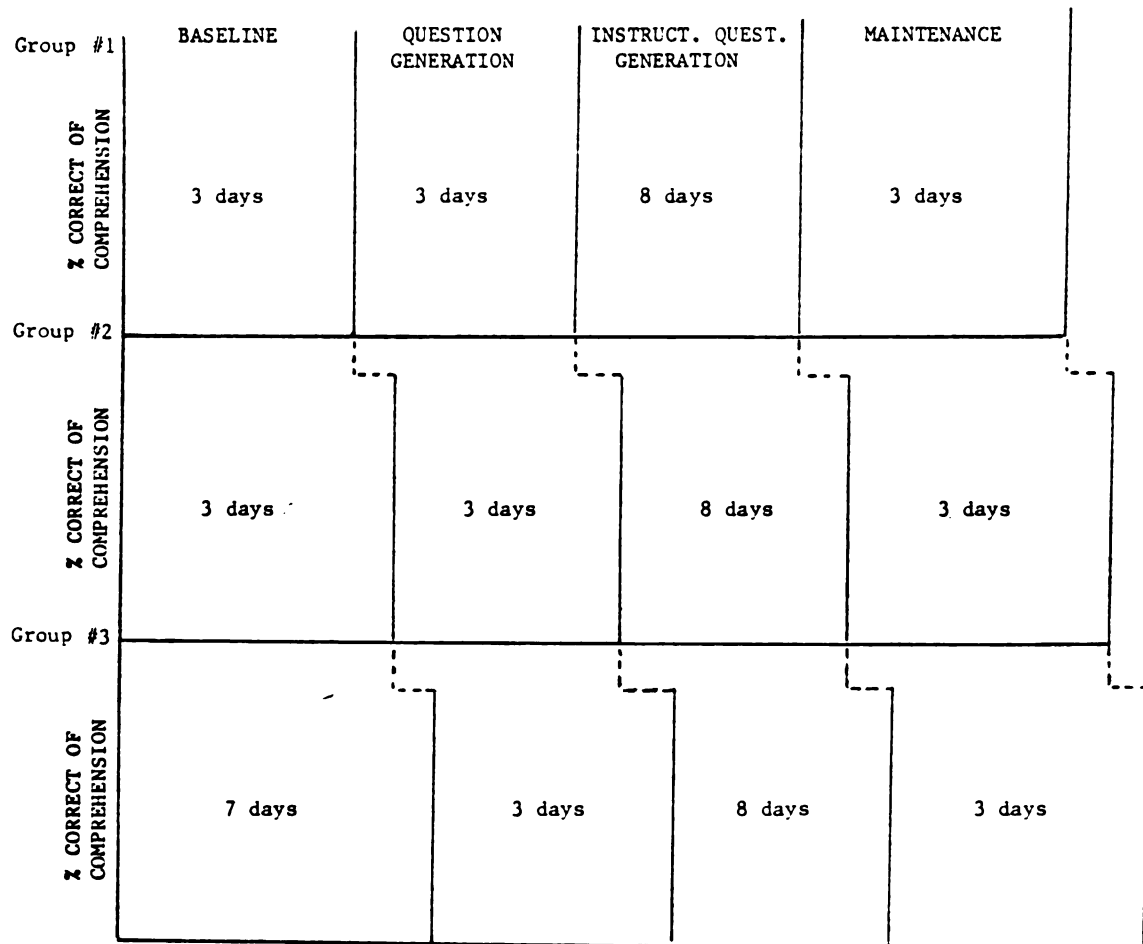 Group #1
BASELINE
QUESTION
GENERATION
INSTRUCT. QUEST.
GENERATION
MAINTENANCE
% CORRECT OF
COMPREHENSION
3 days
3 days
8 days
3 days
Group #2
% CORRECT OF
COMPREHENSION
3 days
3 days
8 days
3 days
Group #3
% CORRECT OF
COMPREHENSION
7 days
3 days
8 days
3 days